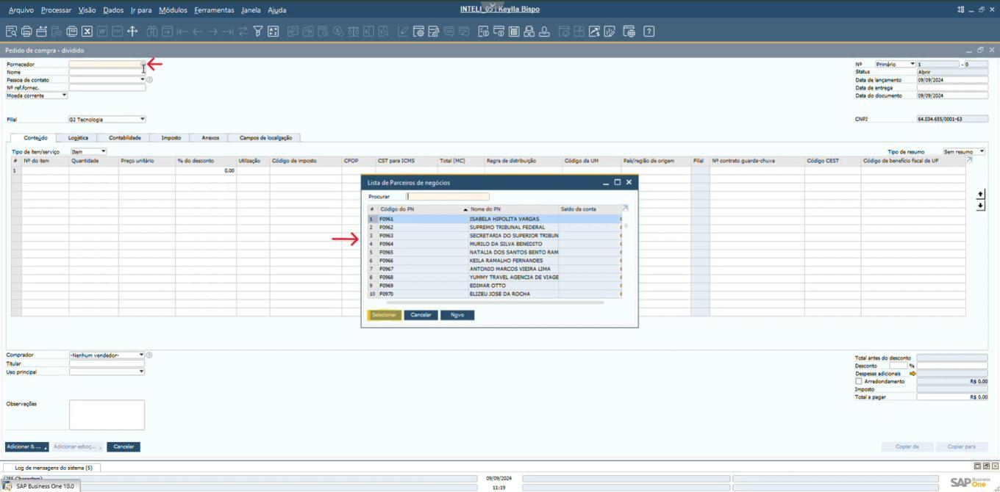 Arquivo Processar Visão Dados Ir para Módulos Ferramentas Janela Ajuda
INTELI_05 | Keylla Bispo
Pedido de compra - dividido
Fornecedor
Nome
Pessoa de contato
Nº ref.fornec.
Moeda corrente
Filial G2 Tecnologia
Nº Primário 1 - 0
Status Abrir
Data de lançamento 09/09/2024
Data de entrega
Data do documento 09/09/2024
CNPJ 64.034.655/0001-63
Conteúdo Logística Contabilidade Imposto Anexos Campos de localização
Tipo de item/serviço Item
Tipo de resumo Sem resumo
# Nº do item Quantidade Preço unitário % do desconto Utilização Código de imposto CFOP CST para ICMS Total (MC) Regra de distribuição Código da UM País/região de origem Filial Nº contrato guarda-chuva Código CEST Código de benefício fiscal de UF
1 0,00
Lista de Parceiros de negócios
Procurar
# Código do PN Nome do PN Saldo da conta
1 F0961 ISABELA HIPOLITA VARGAS
2 F0962 SUPREMO TRIBUNAL FEDERAL
3 F0963 SECRETARIA DO SUPERIOR TRIBUN
4 F0964 MURILO DA SILVA BENEDITO
5 F0965 NATALIA DOS SANTOS BENTO RAM
6 F0966 KEILA RAMALHO FERNANDES
7 F0967 ANTONIO MARCOS VIEIRA LIMA
8 F0968 YUMMY TRAVEL AGENCIA DE VIAGE
9 F0969 EDIMAR OTTO
10 F0970 ELIZEU JOSE DA ROCHA
Selecionar Cancelar Novo
Comprador -Nenhum vendedor-
Titular
Uso principal
Observações
Total antes do desconto
Desconto %
Despesas adicionais
Arredondamento R$ 0,00
Imposto
Total a pagar R$ 0,00
Adicionar & ... Adicionar esboç... Cancelar
Copiar de Copiar para
Log de mensagens do sistema (5)
09/09/2024
11:19
SAP Business One 10.0
SAP Business One